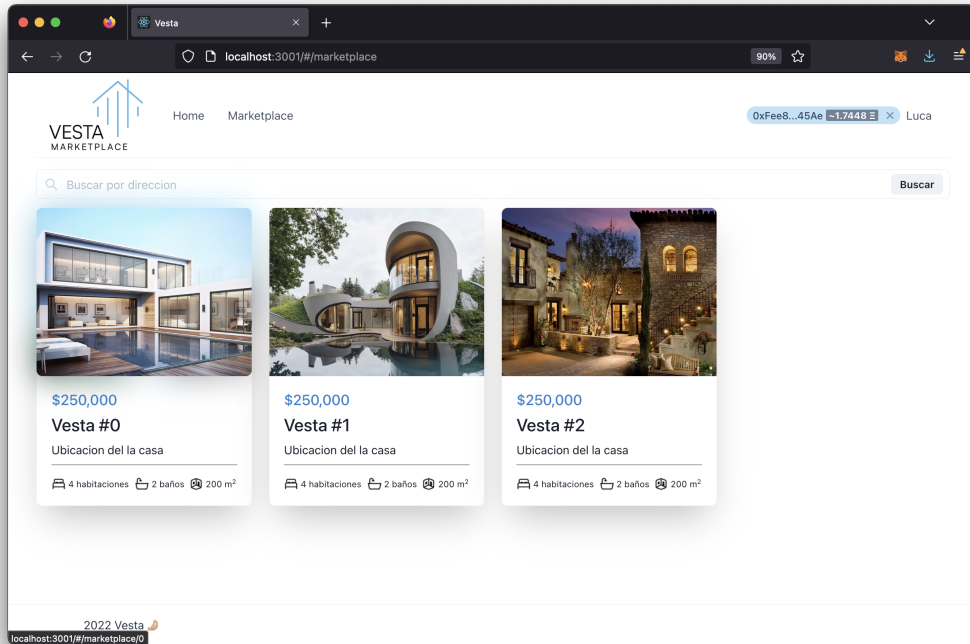 Vesta
localhost:3001/#/marketplace
90%
VESTA
MARKETPLACE
Home
Marketplace
0xFee8...45Ae ~1.7448 Ξ
Luca
Buscar por direccion
Buscar
$250,000
Vesta #0
Ubicacion del la casa
4 habitaciones 2 baños 200 m²
$250,000
Vesta #1
Ubicacion del la casa
4 habitaciones 2 baños 200 m²
$250,000
Vesta #2
Ubicacion del la casa
4 habitaciones 2 baños 200 m²
2022 Vesta 🤌🏼
localhost:3001/#/marketplace/0